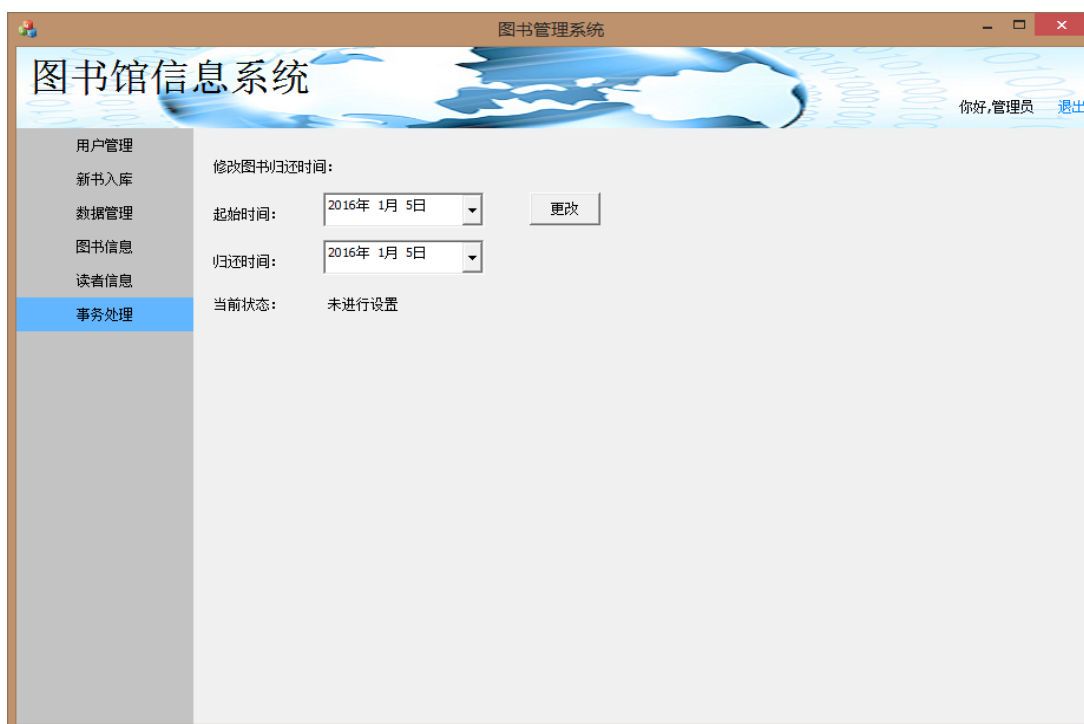 图书管理系统
图书馆信息系统
你好,管理员 退出
用户管理
新书入库
数据管理
图书信息
读者信息
事务处理
修改图书归还时间:
起始时间: 2016年 1月 5日 更改
归还时间: 2016年 1月 5日
当前状态: 未进行设置